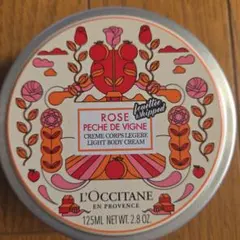 ROSE
PECHE DE VIGNE
fouettée
whipped
CREME CORPS LEGERE
LIGHT BODY CREAM
L'OCCITANE
EN PROVENCE
125ML NET WT. 2.8 OZ.